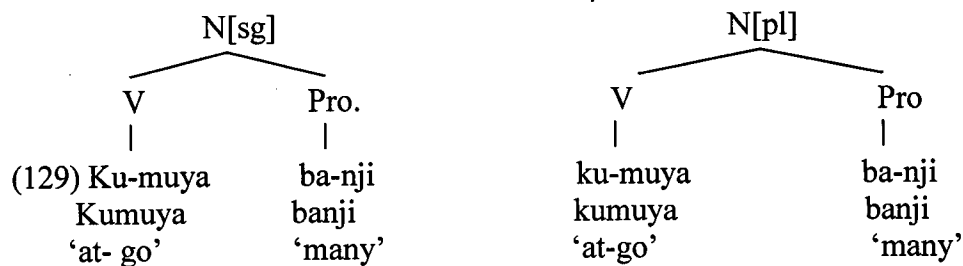 N[sg] N[pl]
V Pro. V Pro
(129) Ku-muya ba-nji ku-muya ba-nji
Kumuya banji kumuya banji
‘at- go’ ‘many’ ‘at-go’ ‘many’